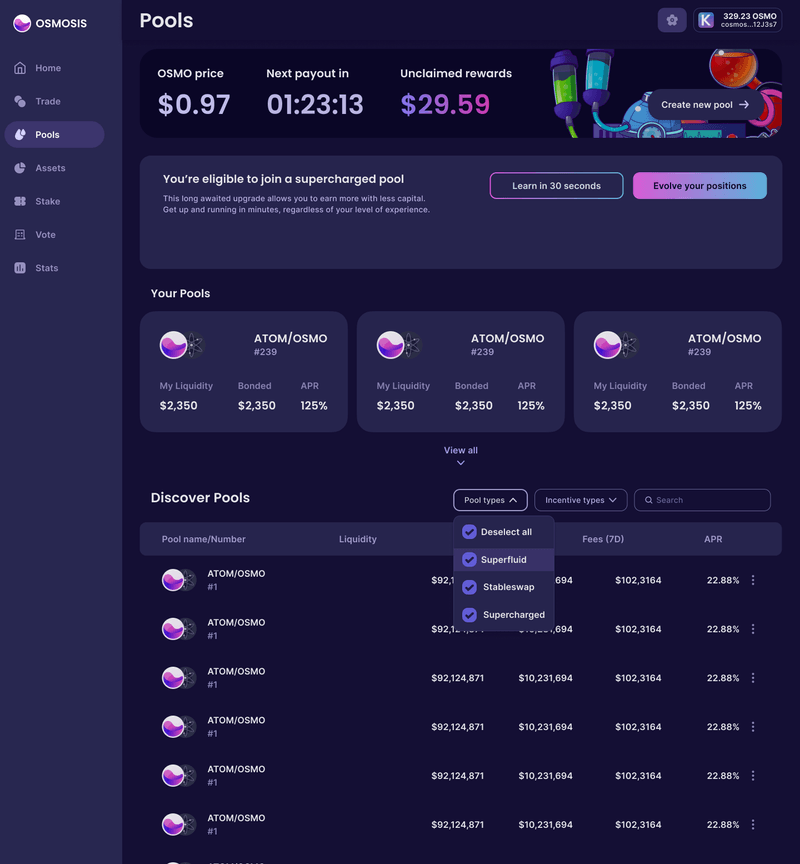 OSMOSIS
Home
Trade
Pools
Assets
Stake
Vote
Stats
Pools
329.23 OSMO
cosmos...12J3s7
OSMO price
$0.97
Next payout in
01:23:13
Unclaimed rewards
$29.59
Create new pool
You're eligible to join a supercharged pool
This long awaited upgrade allows you to earn more with less capital.
Get up and running in minutes, regardless of your level of experience.
Learn in 30 seconds
Evolve your positions
Your Pools
ATOM/OSMO
#239
My Liquidity Bonded APR
$2,350 $2,350 125%
ATOM/OSMO
#239
My Liquidity Bonded APR
$2,350 $2,350 125%
ATOM/OSMO
#239
My Liquidity Bonded APR
$2,350 $2,350 125%
View all
Discover Pools
Pool types
Incentive types
Search
Deselect all
Superfluid
Stableswap
Supercharged
Pool name/Number Liquidity Fees (7D) APR
ATOM/OSMO
#1
$102,3164 22.88%
ATOM/OSMO
#1
$102,3164 22.88%
ATOM/OSMO
#1
$92,124,871 $10,231,694 $102,3164 22.88%
ATOM/OSMO
#1
$92,124,871 $10,231,694 $102,3164 22.88%
ATOM/OSMO
#1
$92,124,871 $10,231,694 $102,3164 22.88%
ATOM/OSMO
#1
$92,124,871 $10,231,694 $102,3164 22.88%